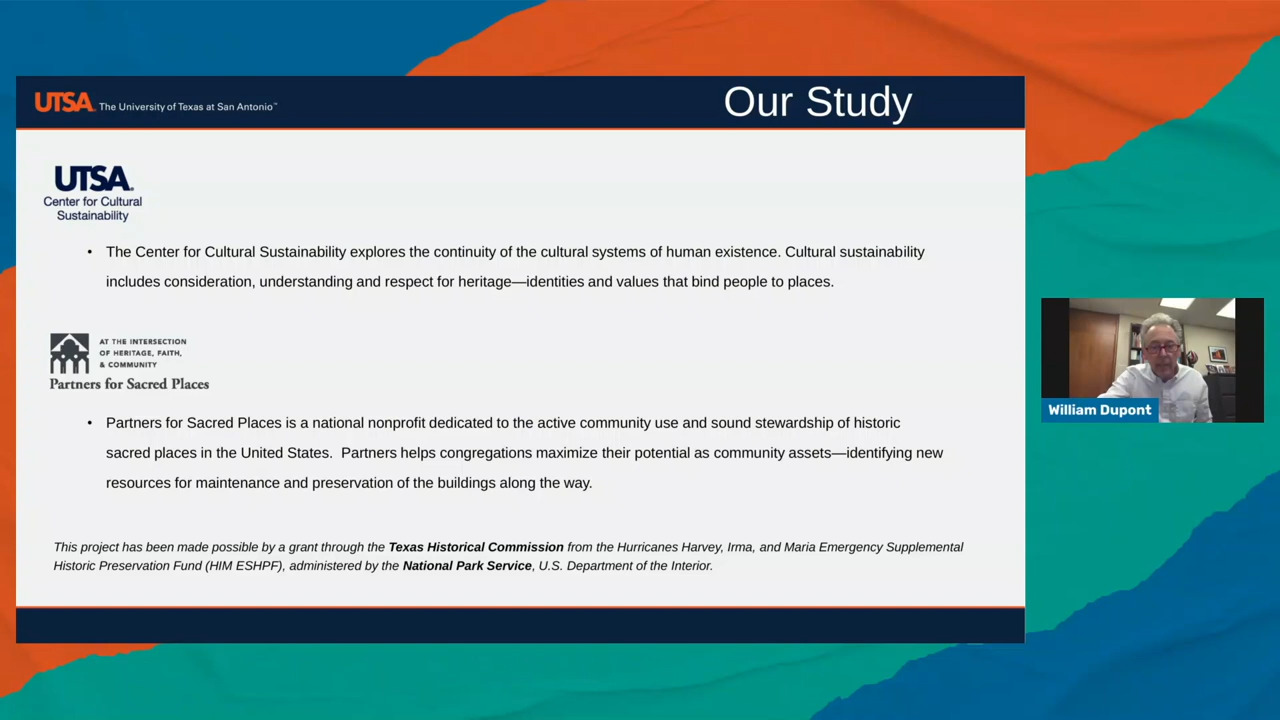 UTSA. The University of Texas at San Antonio™
Our Study
UTSA.
Center for Cultural
Sustainability
• The Center for Cultural Sustainability explores the continuity of the cultural systems of human existence. Cultural sustainability
includes consideration, understanding and respect for heritage—identities and values that bind people to places.
AT THE INTERSECTION
OF HERITAGE, FAITH,
& COMMUNITY
Partners for Sacred Places
• Partners for Sacred Places is a national nonprofit dedicated to the active community use and sound stewardship of historic
sacred places in the United States.  Partners helps congregations maximize their potential as community assets—identifying new
resources for maintenance and preservation of the buildings along the way.
This project has been made possible by a grant through the Texas Historical Commission from the Hurricanes Harvey, Irma, and Maria Emergency Supplemental
Historic Preservation Fund (HIM ESHPF), administered by the National Park Service, U.S. Department of the Interior.
William Dupont